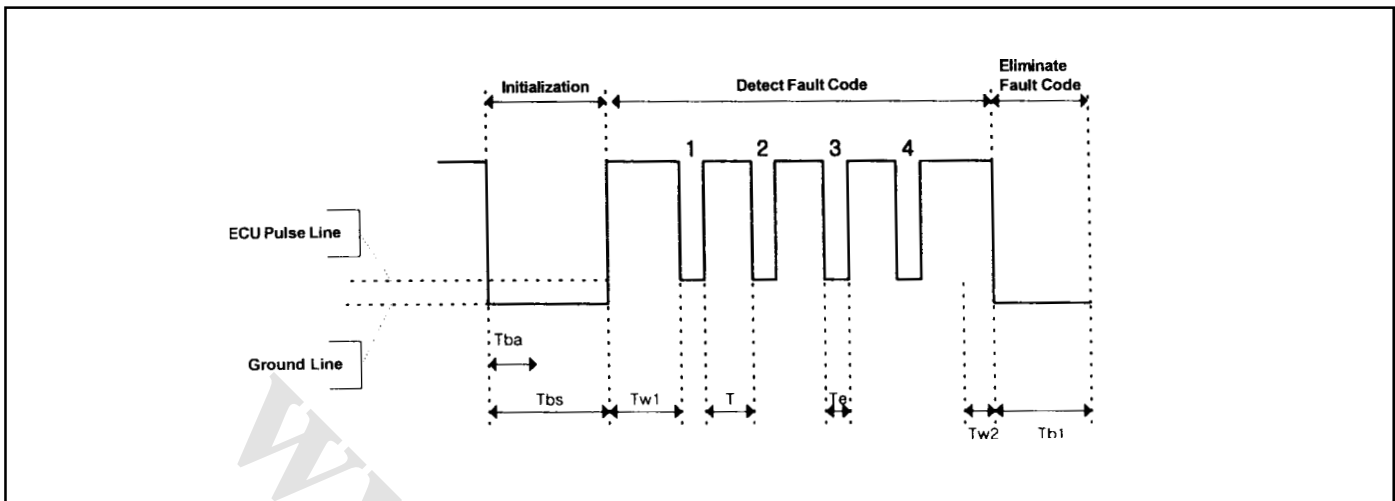 Eliminate
Initialization Detect Fault Code Fault Code
1 2 3 4
ECU Pulse Line
Tba
Ground Line
Tbs Tw1 T Te
Tw2 Tb1
W